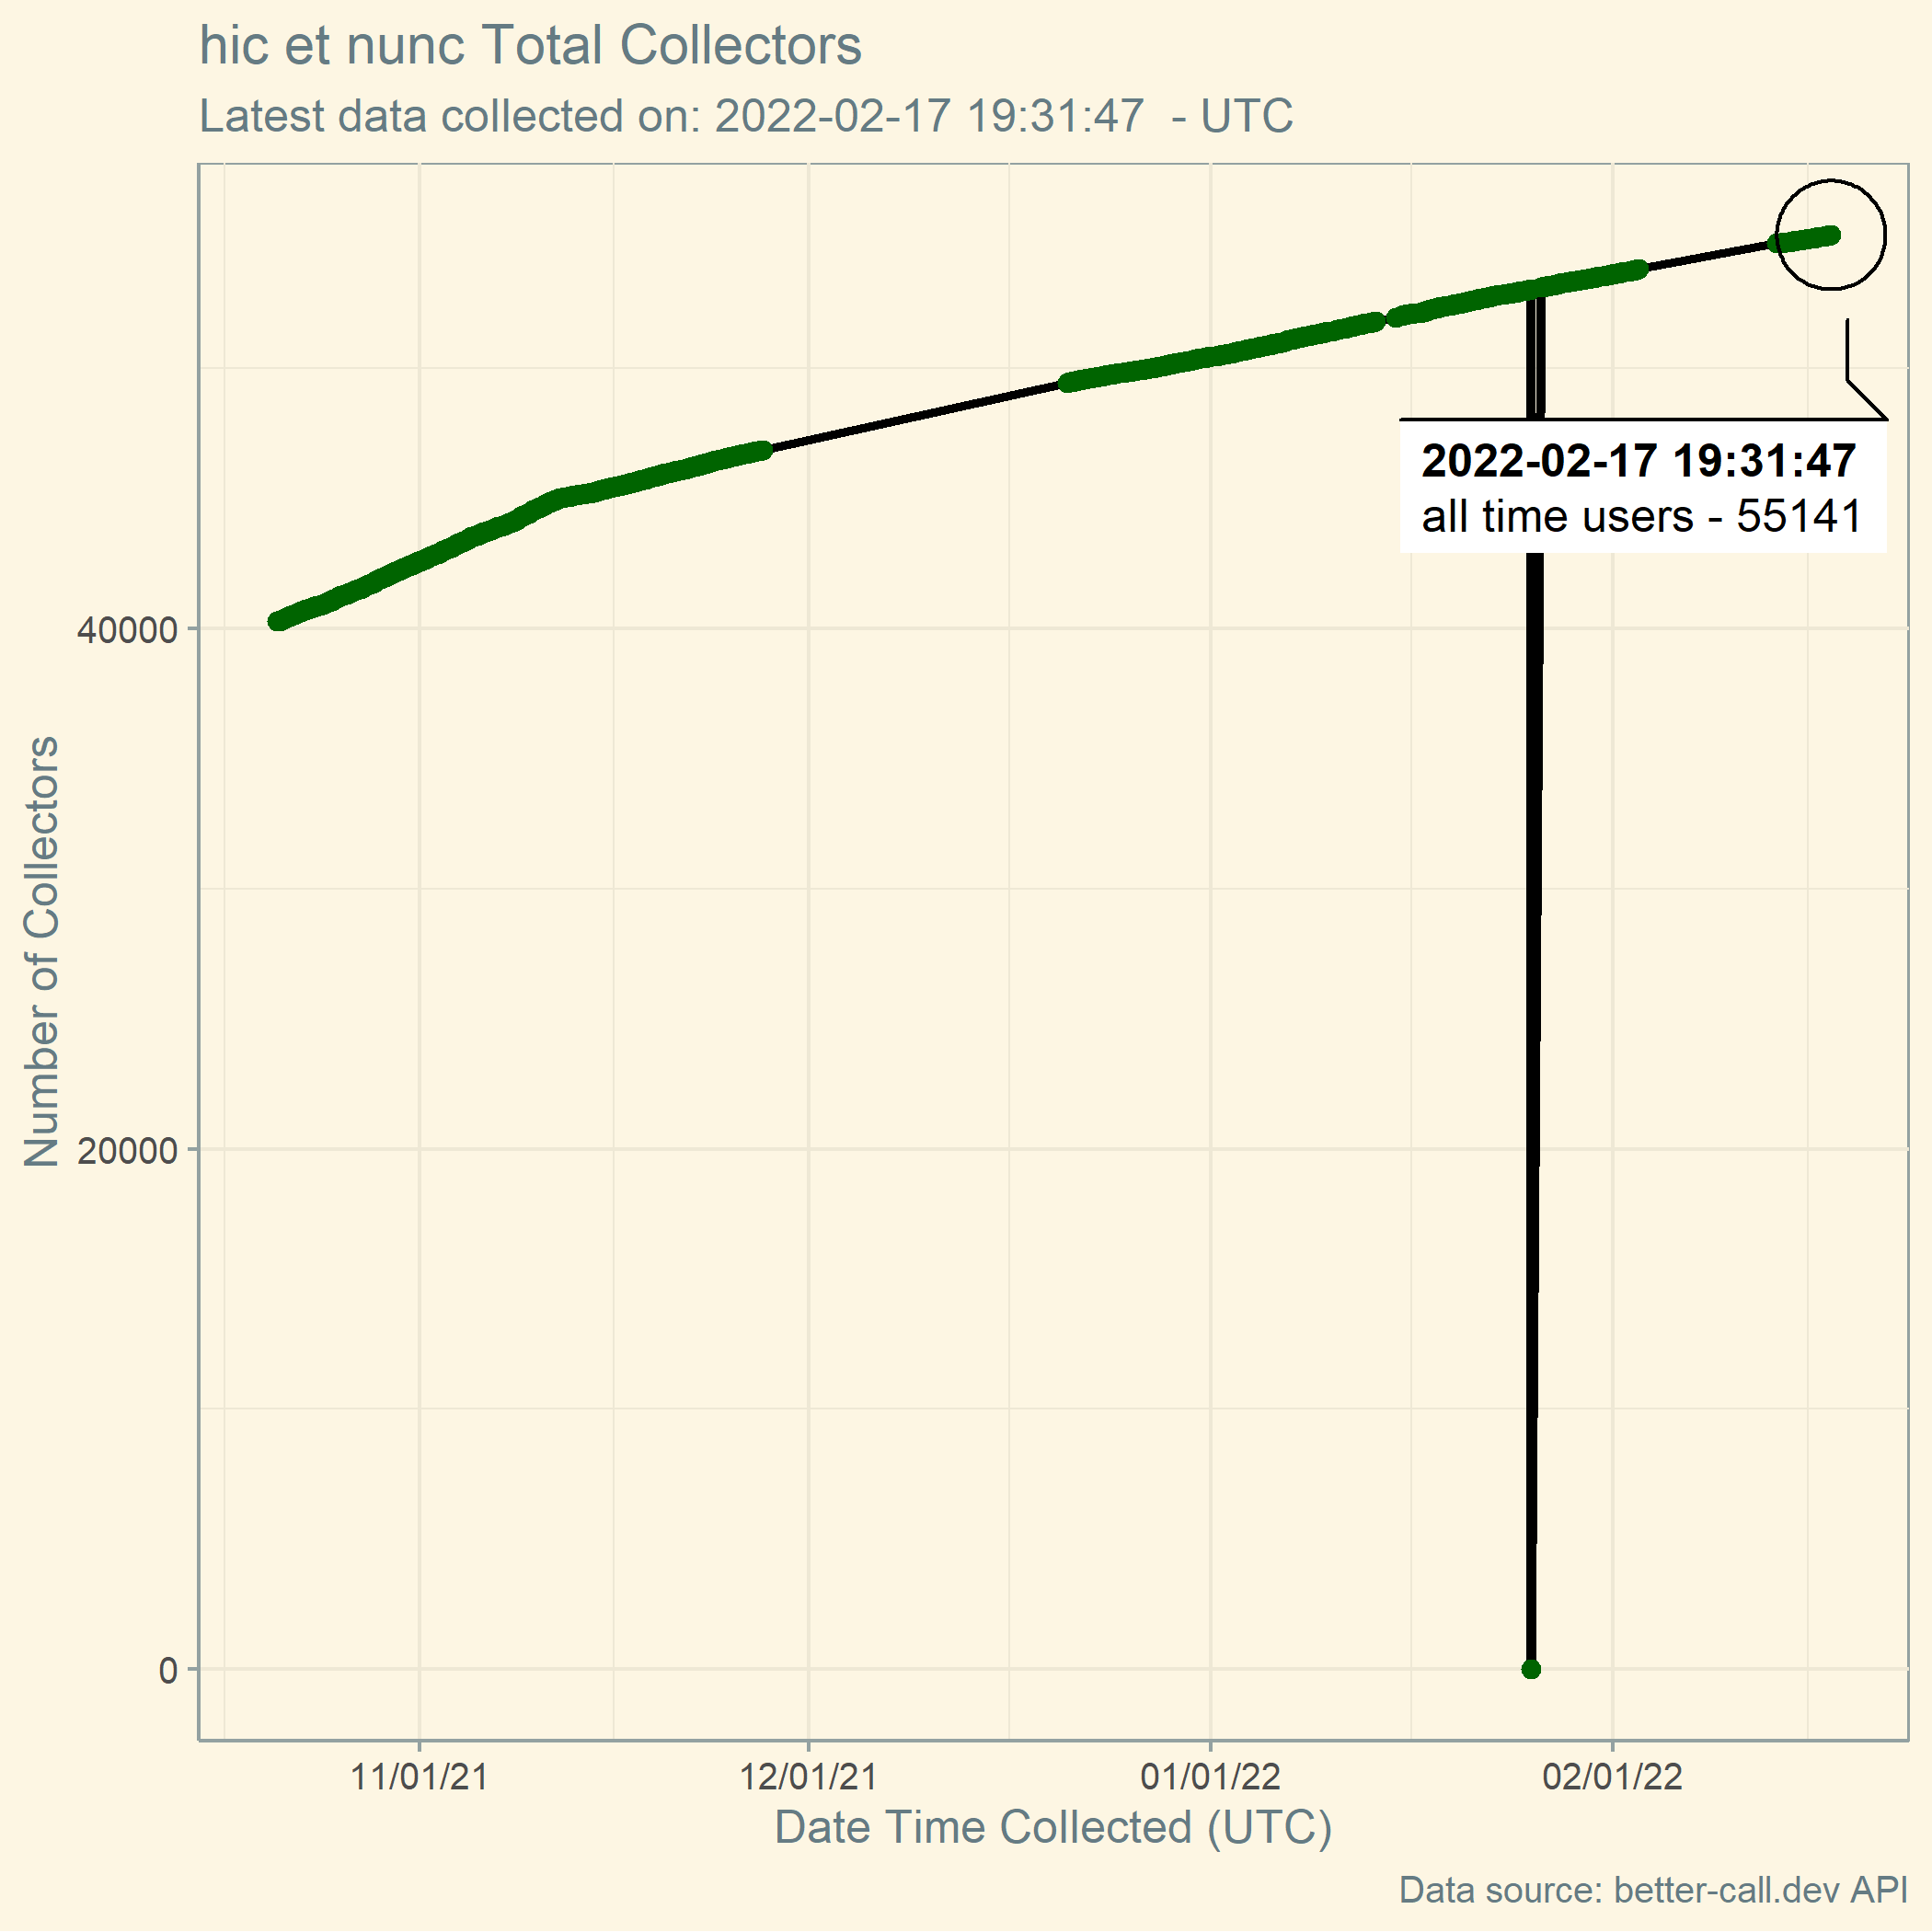 hic et nunc Total Collectors
Latest data collected on: 2022-02-17 19:31:47  - UTC
2022-02-17 19:31:47
all time users - 55141
Number of Collectors
40000
20000
0
11/01/21
12/01/21
01/01/22
02/01/22
Date Time Collected (UTC)
Data source: better-call.dev API